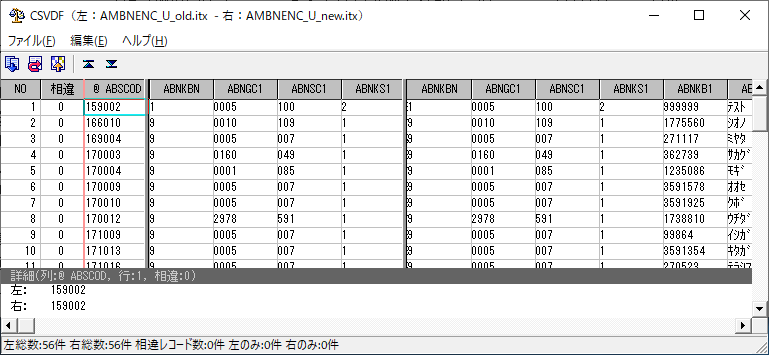 CSVDF（左：AMBNENC_U_old.itx －右：AMBNENC_U_new.itx）
ファイル(F) 編集(E) ヘルプ(H)
NO 相違 @ ABSCOD ABNKBN ABNGC1 ABNSC1 ABNKS1 ABNKBN ABNGC1 ABNSC1 ABNKS1 ABNKB1 AB
1 0 159002 1 0005 100 2 1 0005 100 2 999999 ﾃｽﾄ
2 0 166010 9 0010 109 1 9 0010 109 1 1775560 ｼｵﾉ
3 0 169004 9 0005 007 1 9 0005 007 1 271117 ﾐﾔﾀ
4 0 170003 9 0160 049 1 9 0160 049 1 362739 ｻｶｸﾞ
5 0 170004 9 0001 085 1 9 0001 085 1 1235086 ﾓｷﾞ
6 0 170009 9 0005 007 1 9 0005 007 1 3591578 ｵｵｾ
7 0 170010 9 0005 007 1 9 0005 007 1 3591925 ｸﾎﾞ
8 0 170012 9 2978 591 1 9 2978 591 1 1738810 ｳﾁﾀﾞ
9 0 171009 9 0005 007 1 9 0005 007 1 99864 ｲｼｶﾞ
10 0 171013 9 0005 007 1 9 0005 007 1 3591354 ｷﾀｶﾞ
11 0 171016 9 0005 007 1 9 0005 007 1 270523 ﾃﾗｼﾏ
詳細(列:@ ABSCOD, 行:1, 相違:0)
左: 159002
右: 159002
左総数:56件 右総数:56件 相違レコード数:0件 左のみ:0件 右のみ:0件